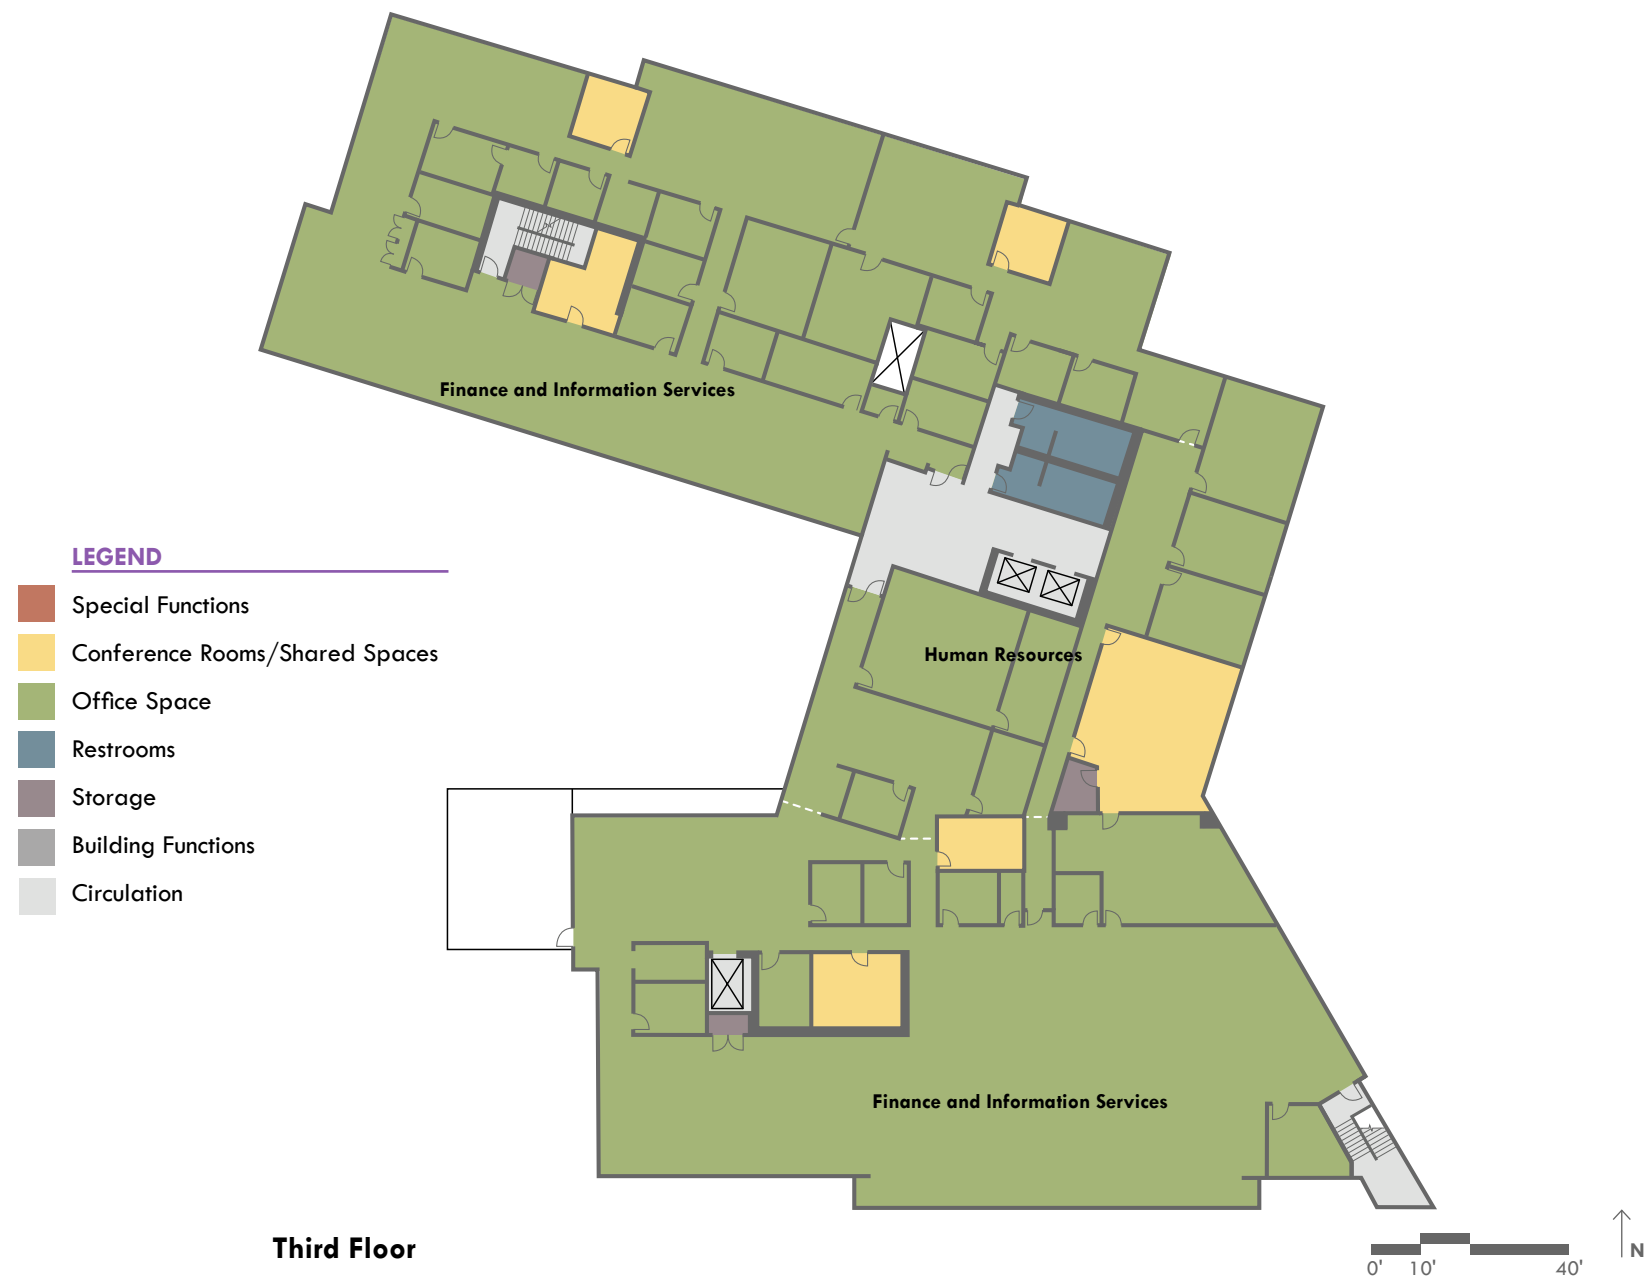 Finance and Information Services
LEGEND
Special Functions
Conference Rooms/Shared Spaces
Office Space
Restrooms
Storage
Building Functions
Circulation
Human Resources
Finance and Information Services
Third Floor
0' 10' 40'
N